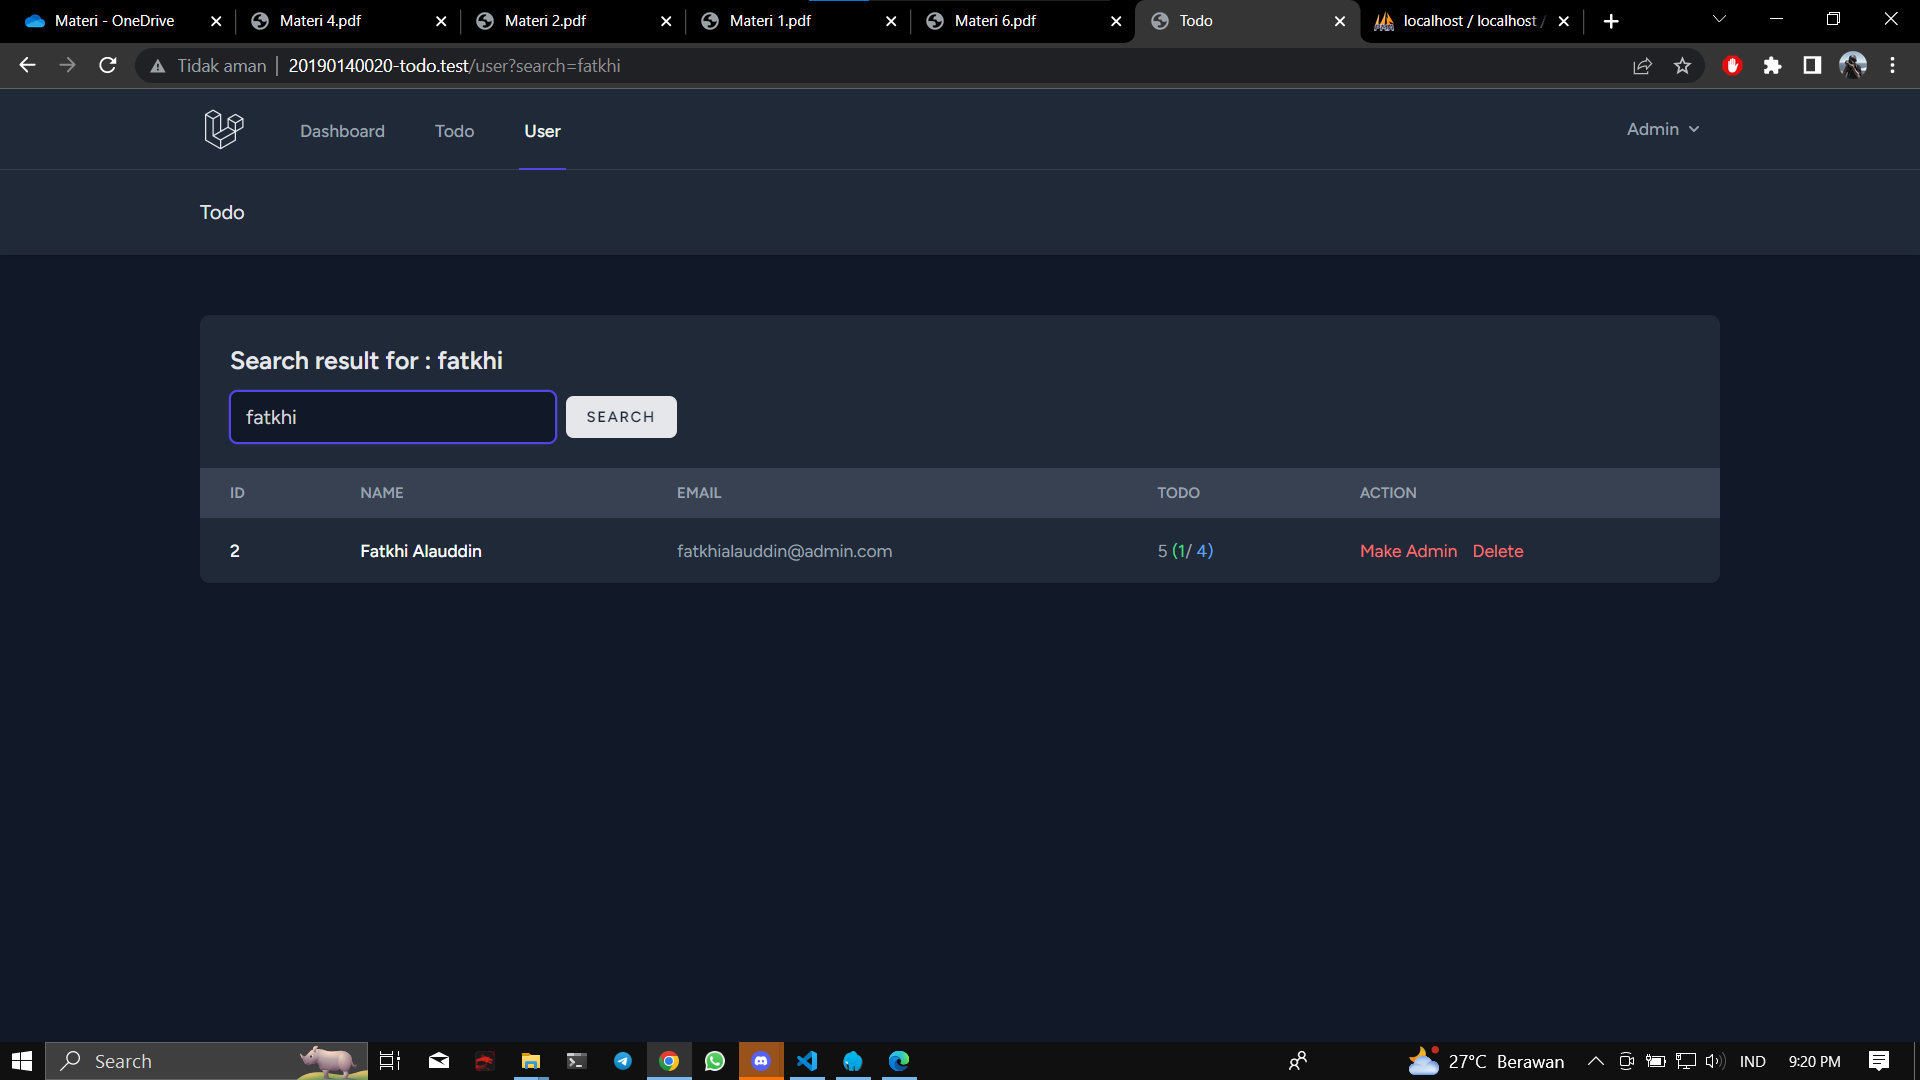 Materi - OneDrive
Materi 4.pdf
Materi 2.pdf
Materi 1.pdf
Materi 6.pdf
Todo
localhost / localhost /
Tidak aman
20190140020-todo.test/user?search=fatkhi
Dashboard
Todo
User
Admin
Todo
Search result for : fatkhi
fatkhi
SEARCH
ID NAME EMAIL TODO ACTION
2 Fatkhi Alauddin fatkhialauddin@admin.com 5 (1/ 4) Make Admin Delete
Search
27°C Berawan
IND
9:20 PM